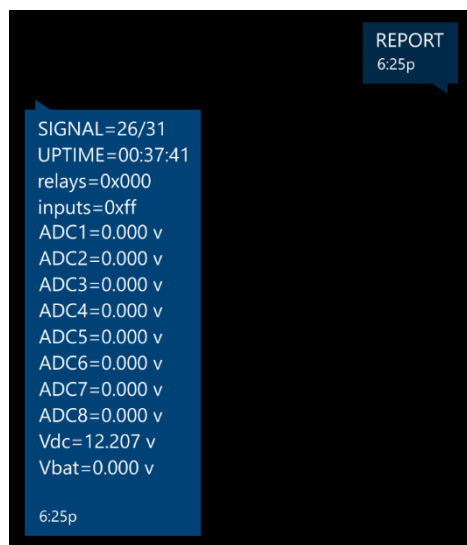 REPORT
6:25p
SIGNAL=26/31
UPTIME=00:37:41
relays=0x000
inputs=0xff
ADC1=0.000 v
ADC2=0.000 v
ADC3=0.000 v
ADC4=0.000 v
ADC5=0.000 v
ADC6=0.000 v
ADC7=0.000 v
ADC8=0.000 v
Vdc=12.207 v
Vbat=0.000 v
6:25p